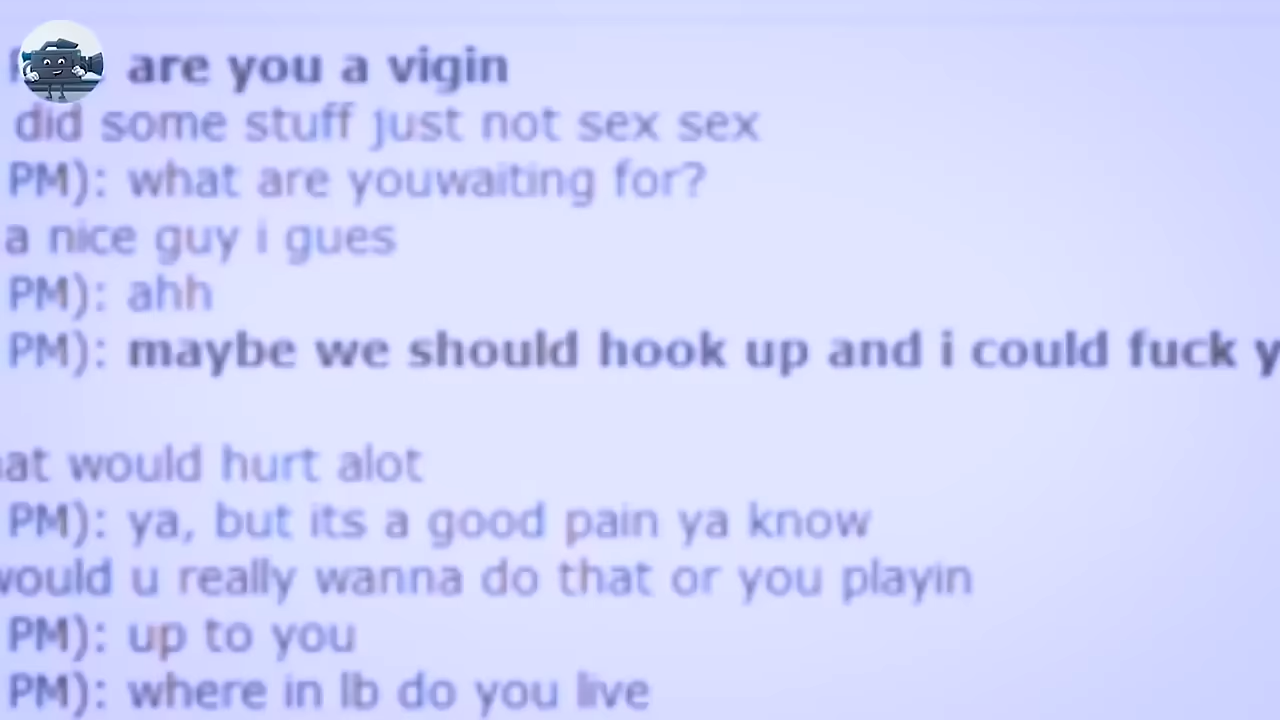 are you a vigin
did some stuff just not sex sex
PM): what are youwaiting for?
a nice guy i gues
PM): ahh
PM): maybe we should hook up and i could fuck y
at would hurt alot
PM): ya, but its a good pain ya know
would u really wanna do that or you playin
PM): up to you
PM): where in lb do you live